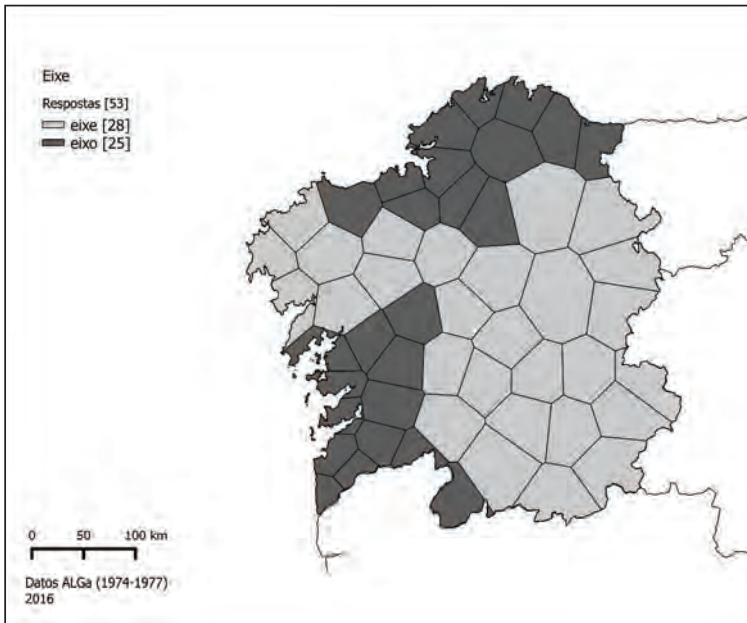 Eixe
Respostas [53]
eixe [28]
eixo [25]
0 50 100 km
Datos ALGa (1974-1977)
2016